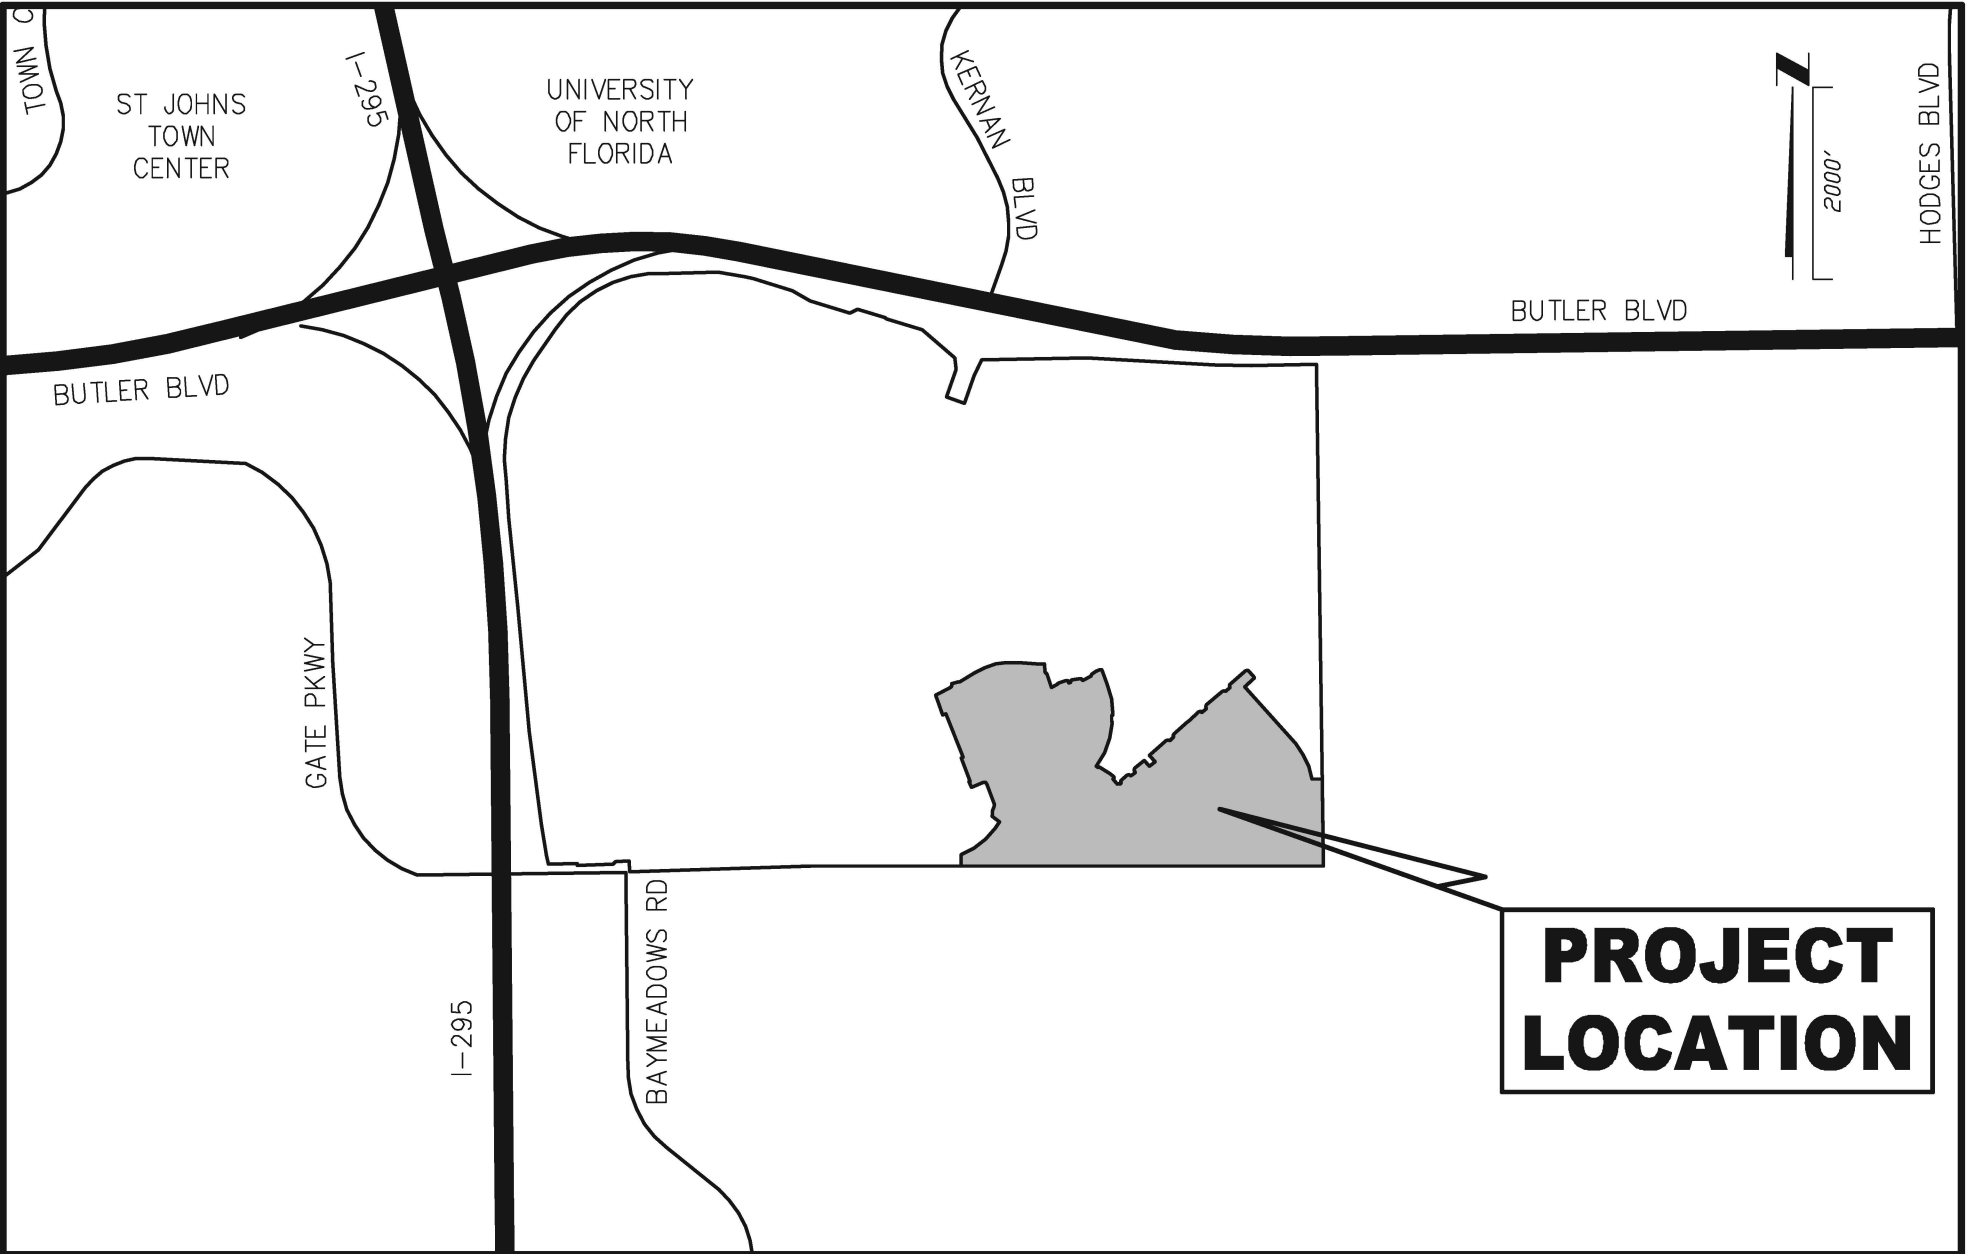 TOWN C
ST JOHNS
TOWN
CENTER
I-295
UNIVERSITY
OF NORTH
FLORIDA
KERNAN BLVD
N
2000'
HODGES BLVD
BUTLER BLVD
BUTLER BLVD
GATE PKWY
BAYMEADOWS RD
I-295
PROJECT
LOCATION